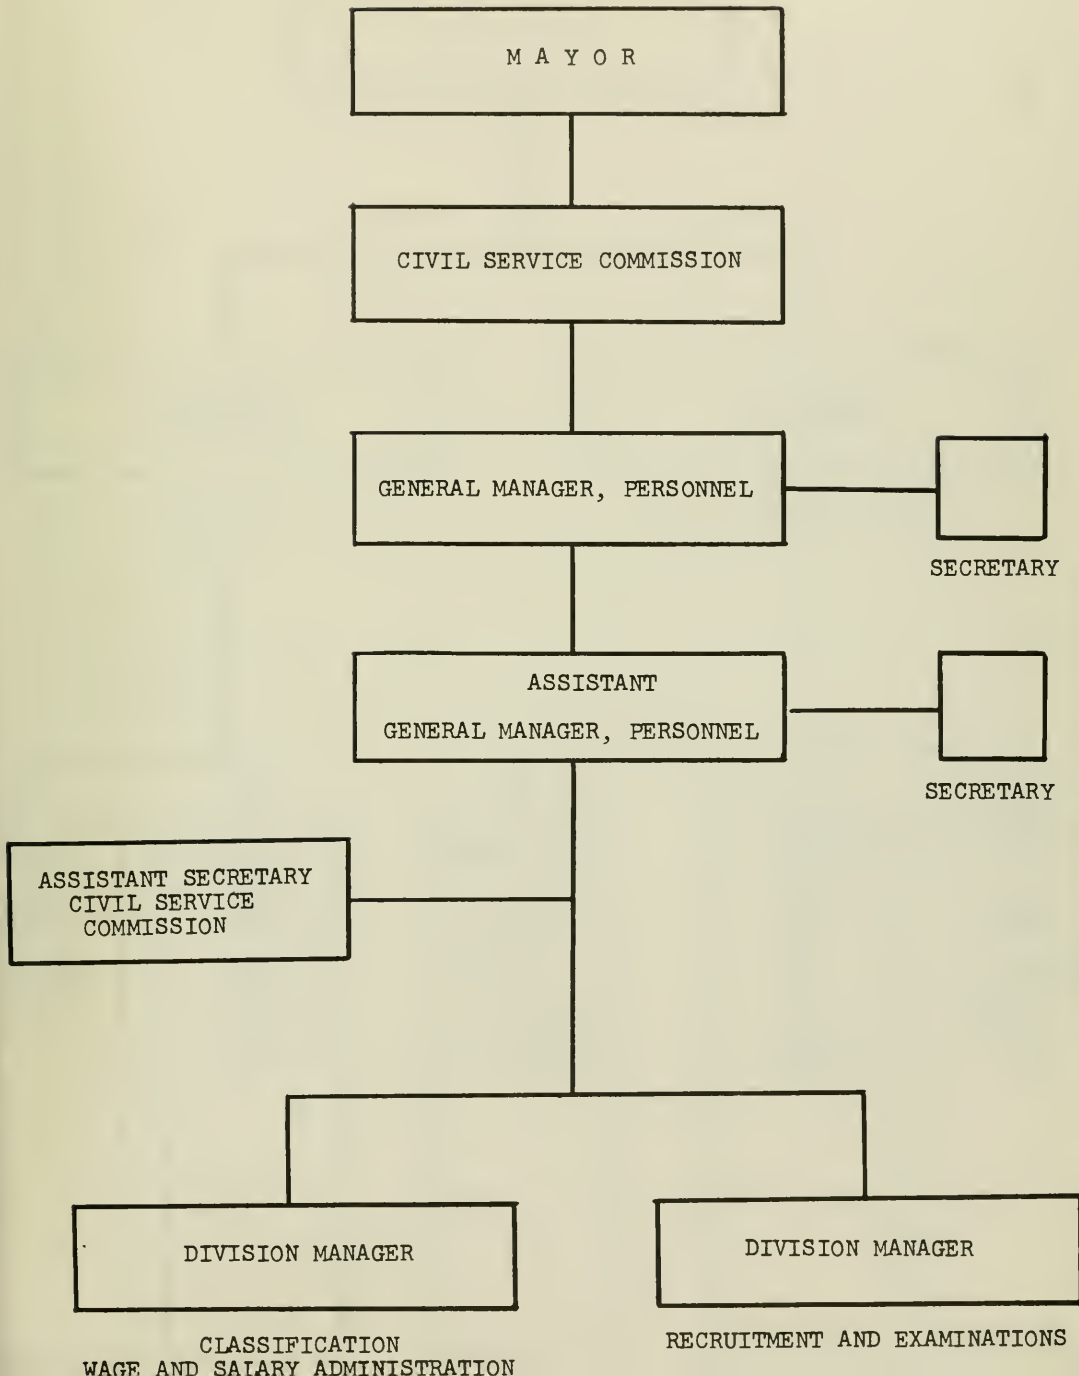 M A Y O R
CIVIL SERVICE COMMISSION
GENERAL MANAGER, PERSONNEL
SECRETARY
ASSISTANT
GENERAL MANAGER, PERSONNEL
SECRETARY
ASSISTANT SECRETARY
CIVIL SERVICE
COMMISSION
DIVISION MANAGER
DIVISION MANAGER
CLASSIFICATION
WAGE AND SALARY ADMINISTRATION
RECRUITMENT AND EXAMINATIONS